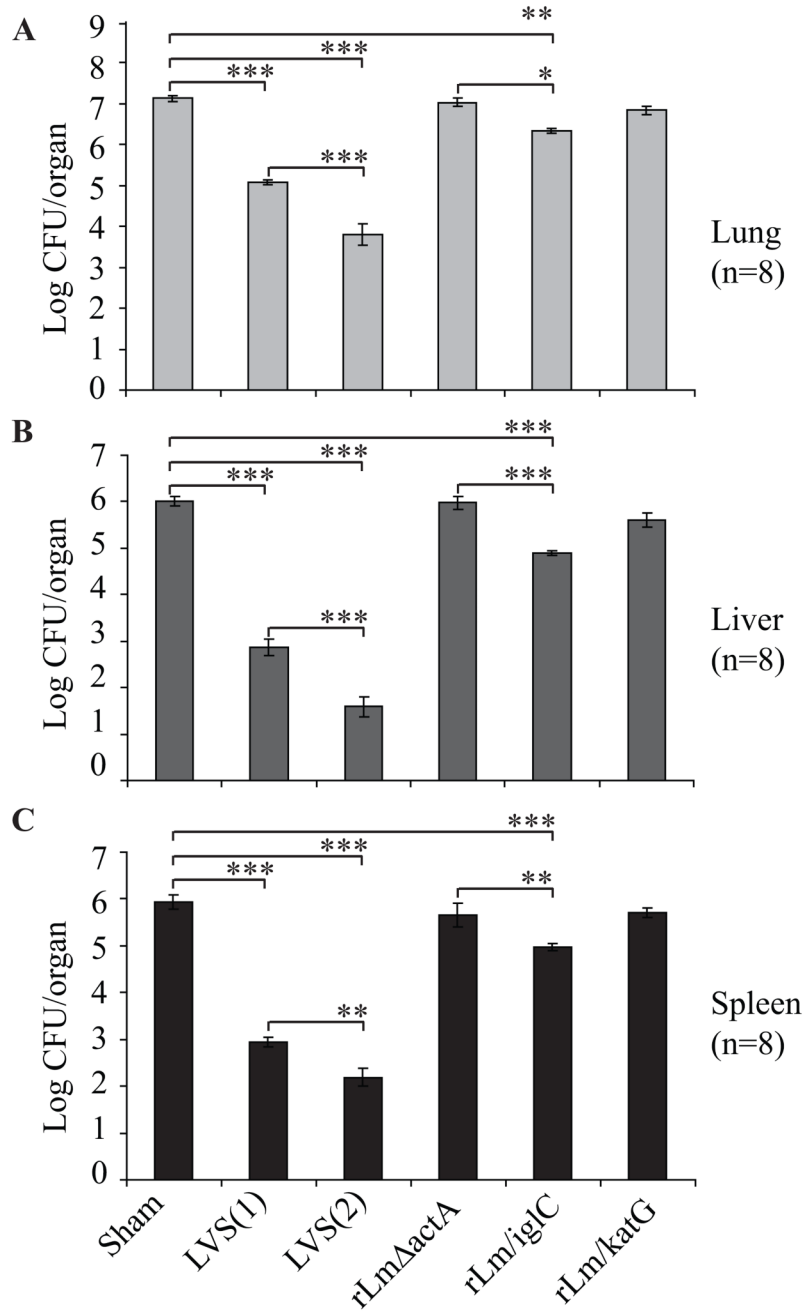 A
Log CFU/organ
9
8
7
6
5
4
3
2
1
0
**
***
***
*
***
Lung
(n=8)
B
Log CFU/organ
7
6
5
4
3
2
1
0
***
***
***
***
***
Liver
(n=8)
C
Log CFU/organ
7
6
5
4
3
2
1
0
***
***
***
**
**
Spleen
(n=8)
Sham
LVS(1)
LVS(2)
rLmΔactA
rLm/iglC
rLm/katG